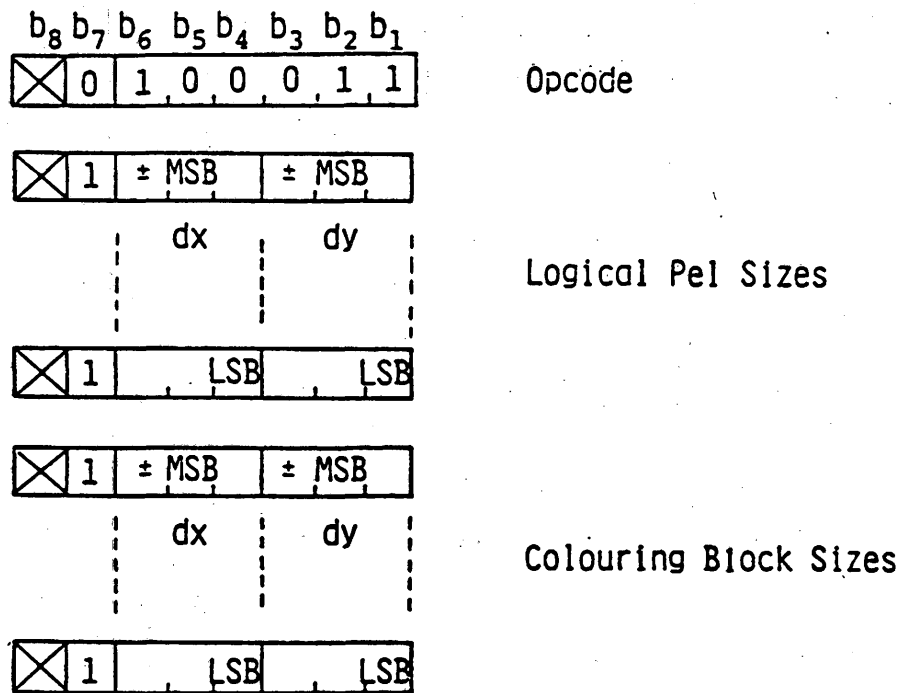 b8 b7 b6 b5 b4 b3 b2 b1
0 1 0 0 0 1 1 Opcode
1 ± MSB ± MSB
dx dy
Logical Pel Sizes
1 LSB LSB
1 ± MSB ± MSB
dx dy
Colouring Block Sizes
1 LSB LSB